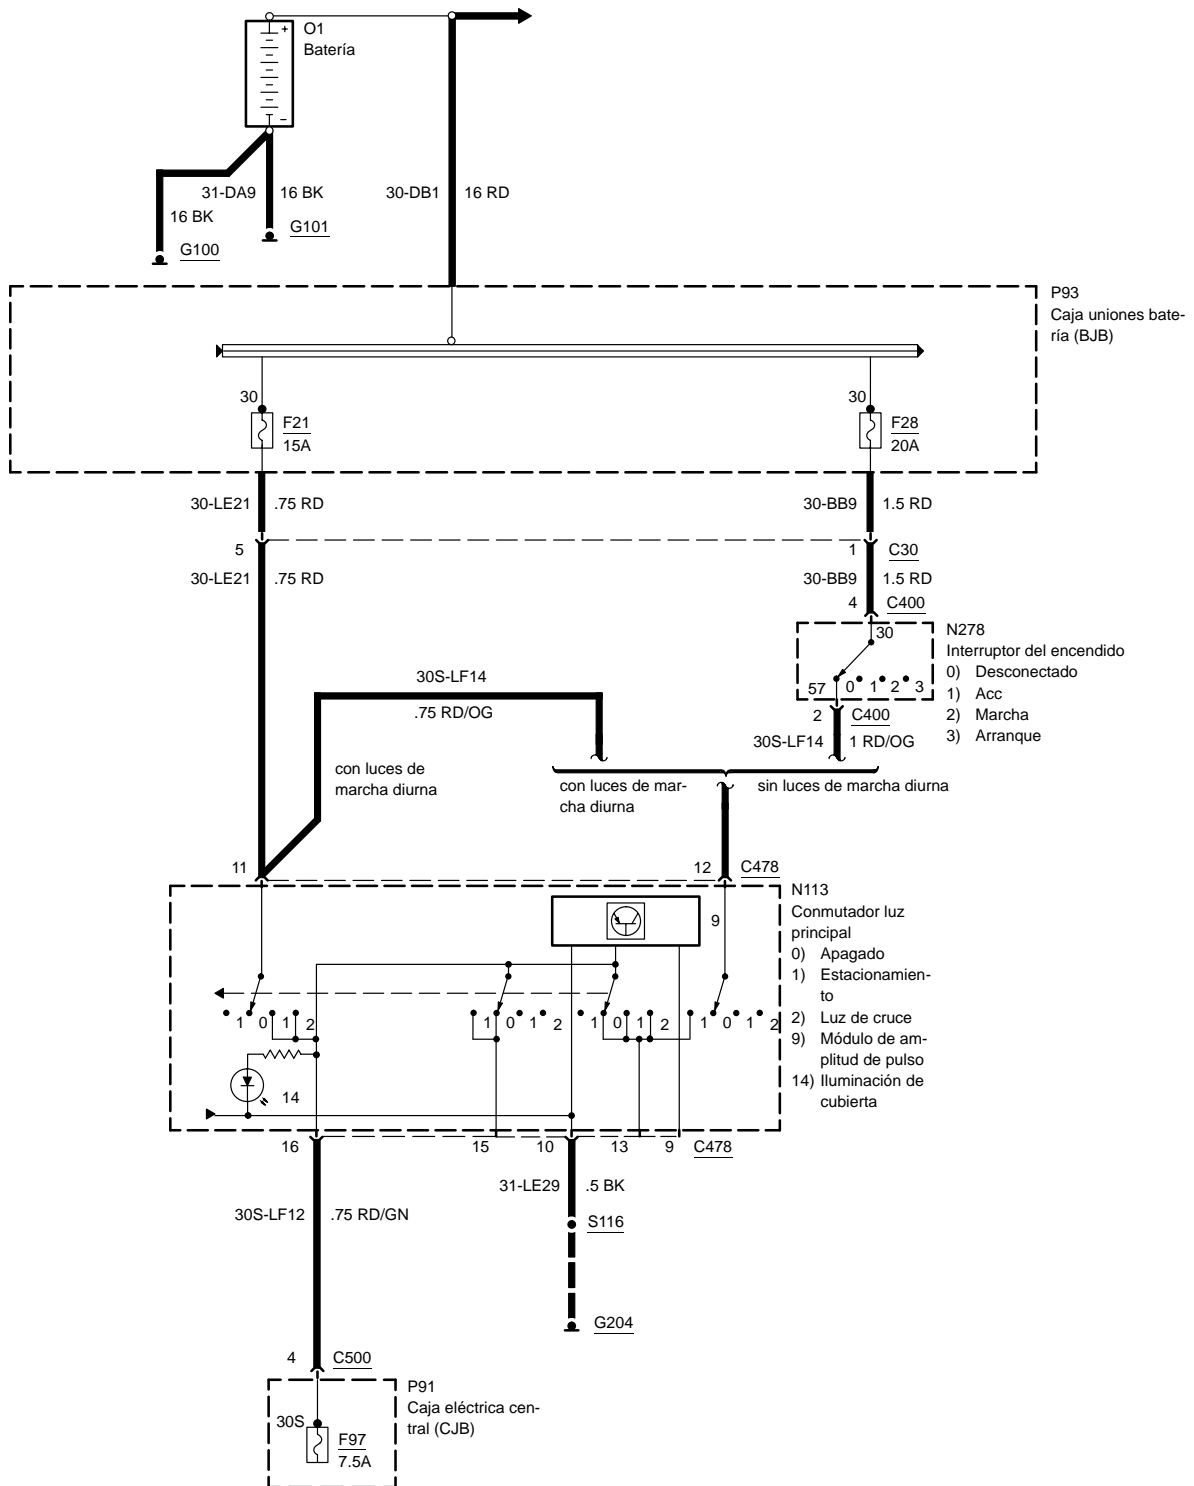 +
O1
Batería
–
31-DA9
16 BK
30-DB1
16 RD
16 BK
G101
G100
P93
Caja uniones bate-
ría (BJB)
30
F21
15A
30
F28
20A
30-LE21
.75 RD
30-BB9
1.5 RD
5
1
C30
30-LE21
.75 RD
30-BB9
1.5 RD
4
C400
30
N278
Interruptor del encendido
0) Desconectado
1) Acc
2) Marcha
3) Arranque
57
0
1
2
3
2
C400
30S-LF14
.75 RD/OG
30S-LF14
1 RD/OG
con luces de
marcha diurna
con luces de mar-
cha diurna
sin luces de marcha diurna
11
12
C478
N113
Conmutador luz
principal
0) Apagado
1) Estacionamien-
to
2) Luz de cruce
9) Módulo de am-
plitud de pulso
14) Iluminación de
cubierta
9
1
0
1
2
1
0
1
2
1
0
1
2
1
0
1
2
14
16
15
10
13
9
C478
31-LE29
.5 BK
30S-LF12
.75 RD/GN
S116
G204
4
C500
P91
Caja eléctrica cen-
tral (CJB)
30S
F97
7.5A